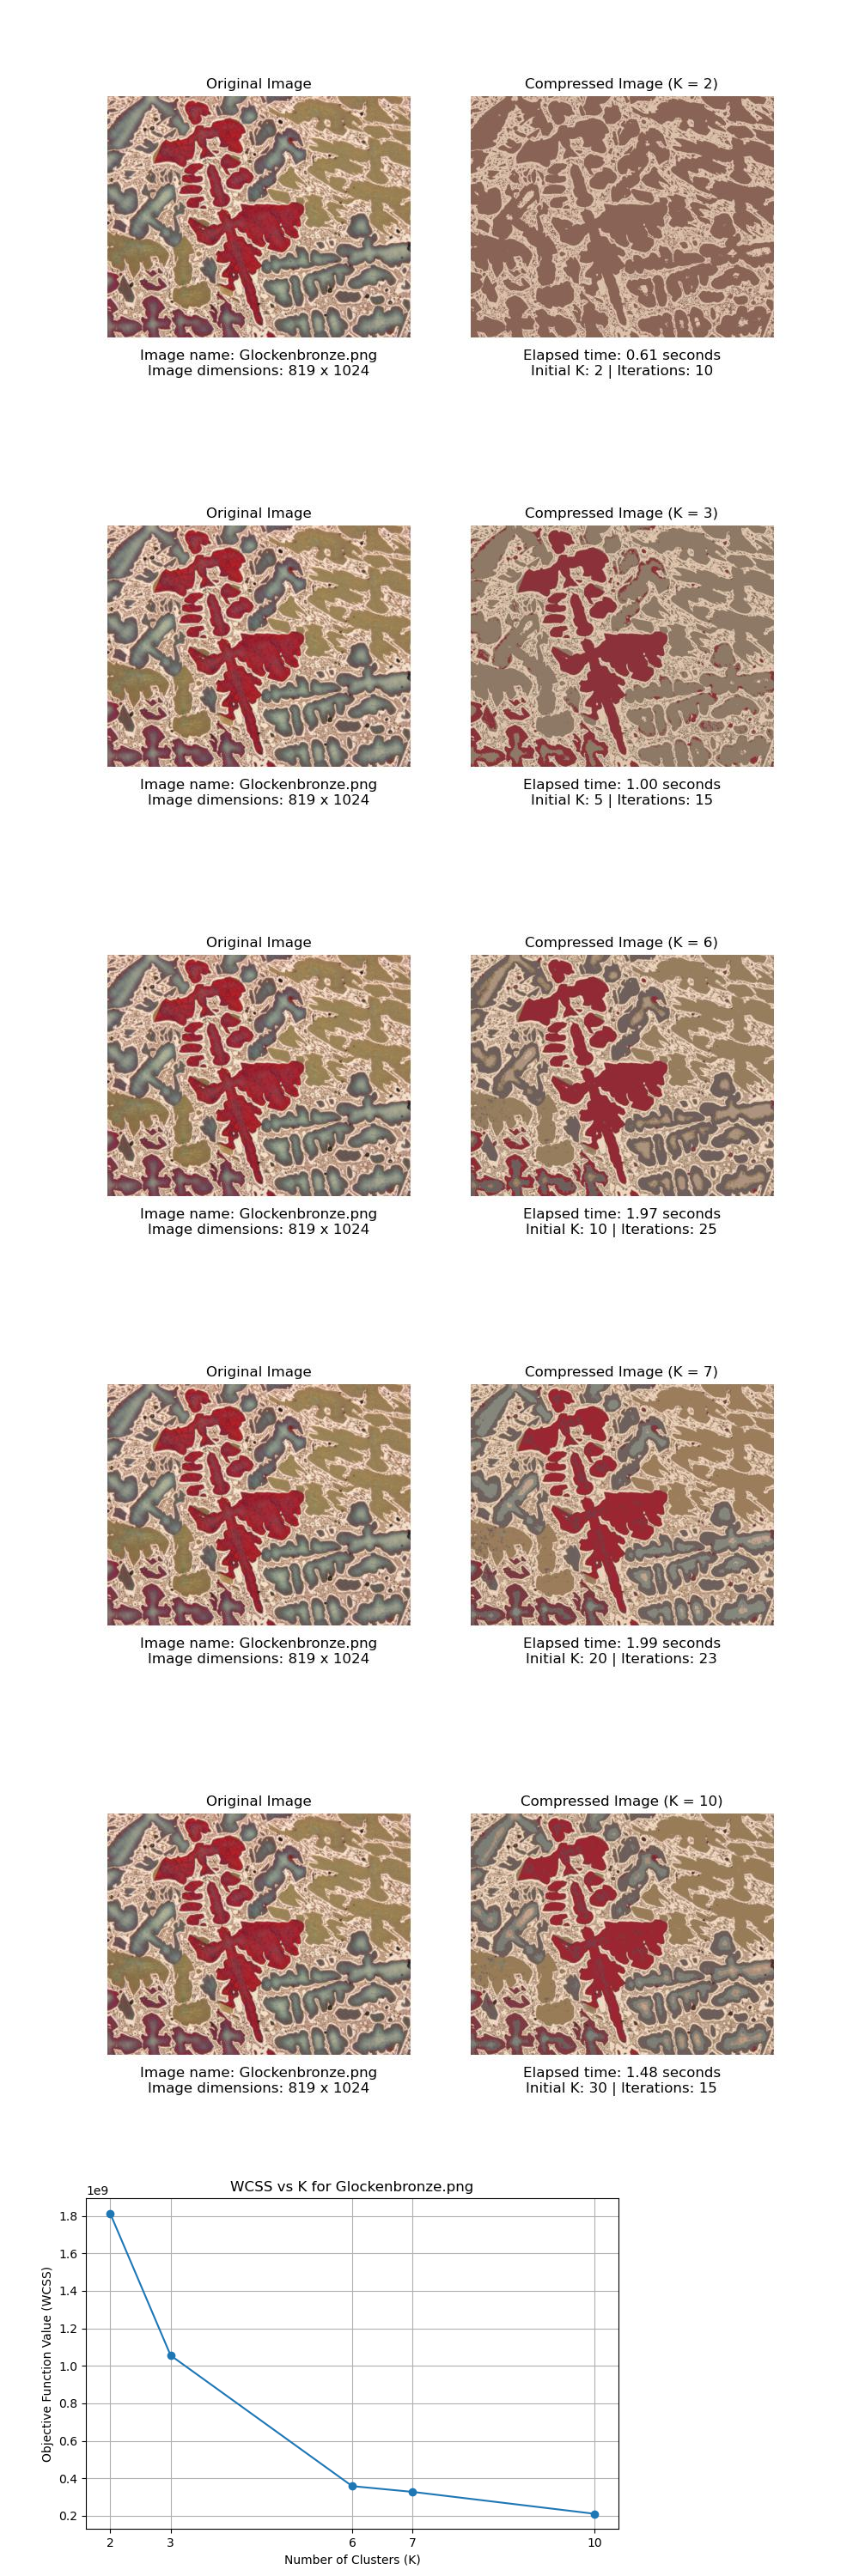 Original Image
Compressed Image (K = 2)
Image name: Glockenbronze.png
Image dimensions: 819 x 1024
Elapsed time: 0.61 seconds
Initial K: 2 | Iterations: 10
Original Image
Compressed Image (K = 3)
Image name: Glockenbronze.png
Image dimensions: 819 x 1024
Elapsed time: 1.00 seconds
Initial K: 5 | Iterations: 15
Original Image
Compressed Image (K = 6)
Image name: Glockenbronze.png
Image dimensions: 819 x 1024
Elapsed time: 1.97 seconds
Initial K: 10 | Iterations: 25
Original Image
Compressed Image (K = 7)
Image name: Glockenbronze.png
Image dimensions: 819 x 1024
Elapsed time: 1.99 seconds
Initial K: 20 | Iterations: 23
Original Image
Compressed Image (K = 10)
Image name: Glockenbronze.png
Image dimensions: 819 x 1024
Elapsed time: 1.48 seconds
Initial K: 30 | Iterations: 15
WCSS vs K for Glockenbronze.png
1e9
Objective Function Value (WCSS)
1.8
1.6
1.4
1.2
1.0
0.8
0.6
0.4
0.2
2 3 6 7 10
Number of Clusters (K)